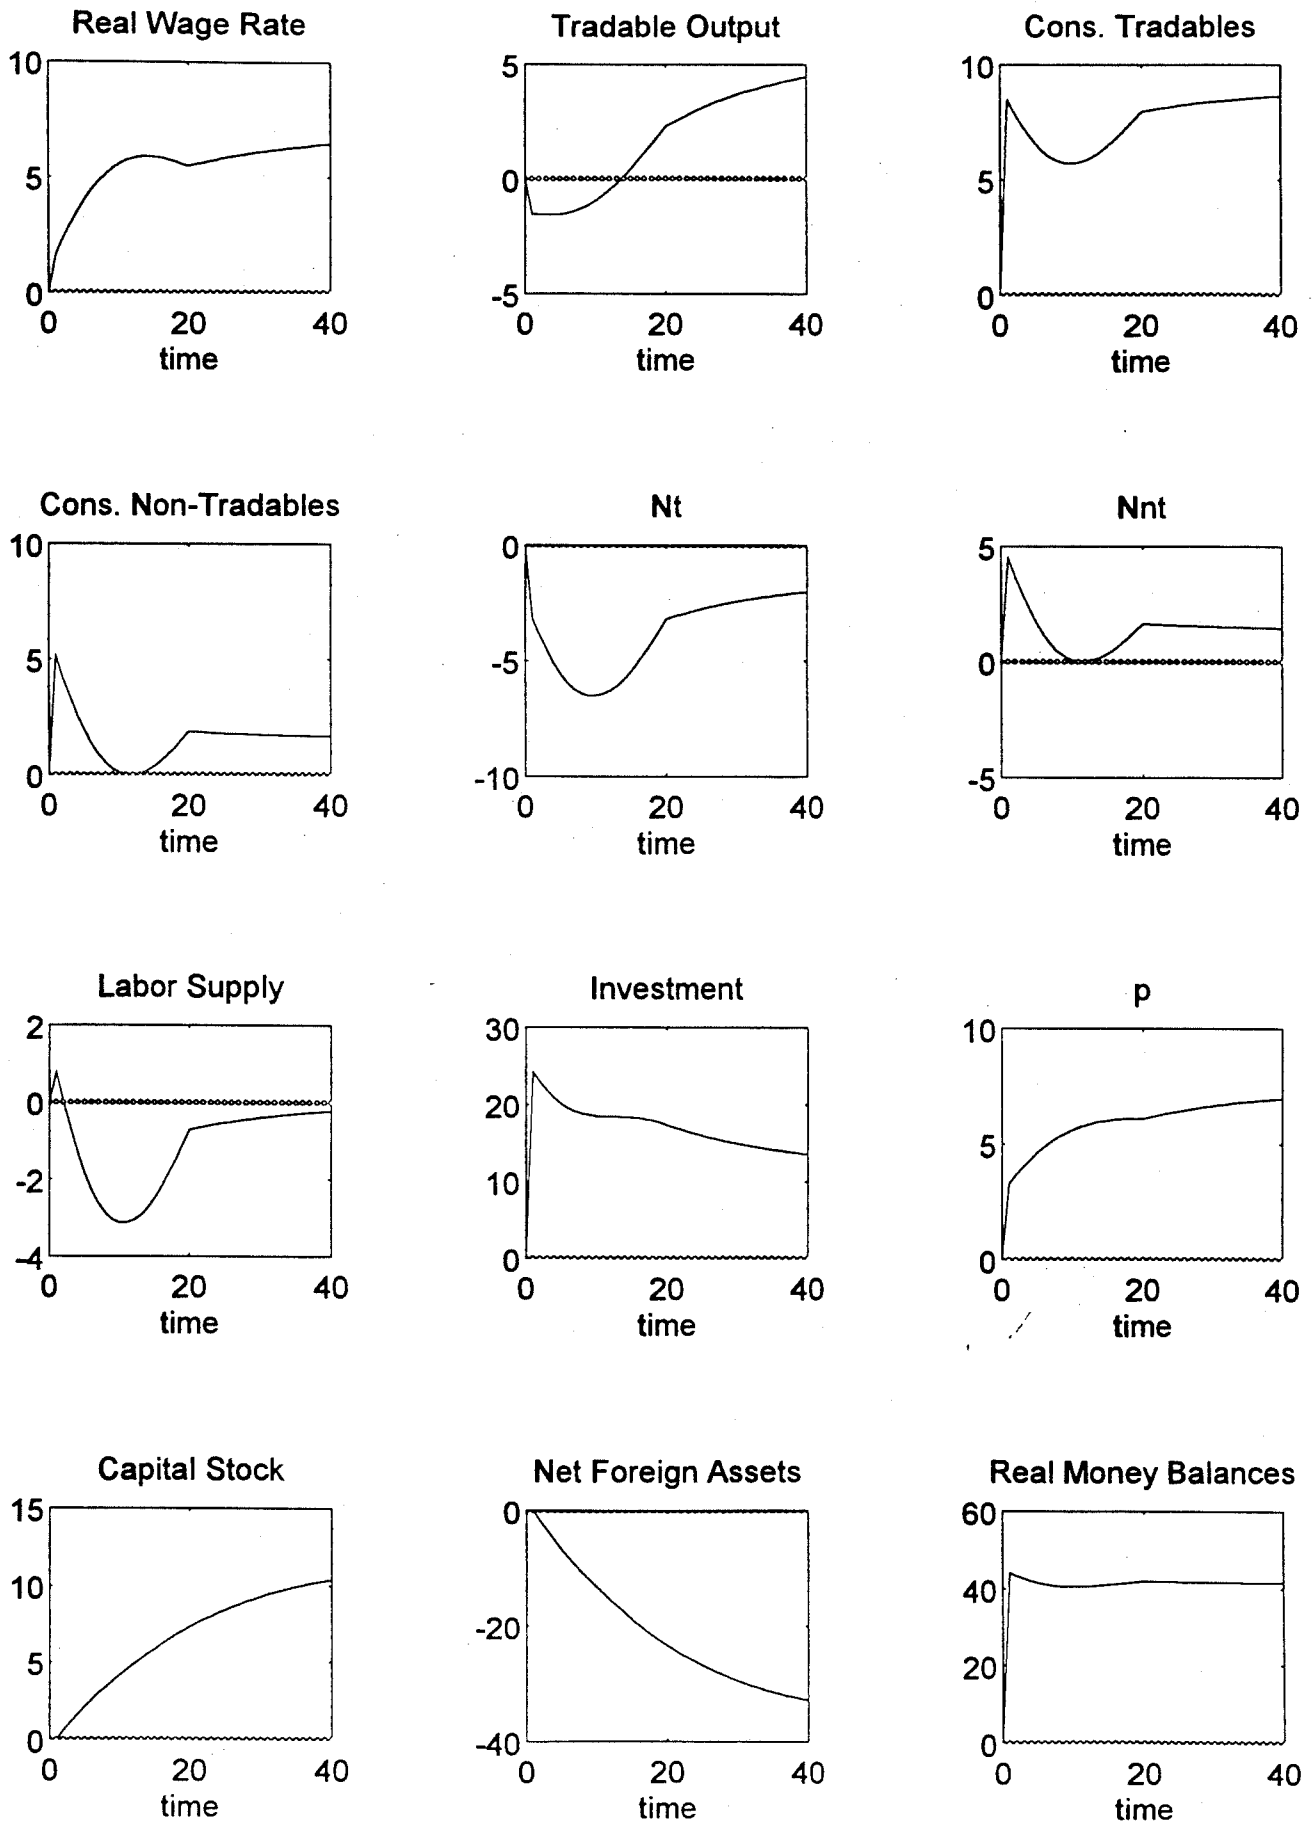 Real Wage Rate
10
5
0
0 20 40
time
Tradable Output
5
0
-5
0 20 40
time
Cons. Tradables
10
5
0
0 20 40
time
Cons. Non-Tradables
10
5
0
0 20 40
time
Nt
0
-5
-10
0 20 40
time
Nnt
5
0
-5
0 20 40
time
Labor Supply
2
0
-2
-4
0 20 40
time
Investment
30
20
10
0
0 20 40
time
p
10
5
0
0 20 40
time
Capital Stock
15
10
5
0
0 20 40
time
Net Foreign Assets
0
-20
-40
0 20 40
time
Real Money Balances
60
40
20
0
0 20 40
time